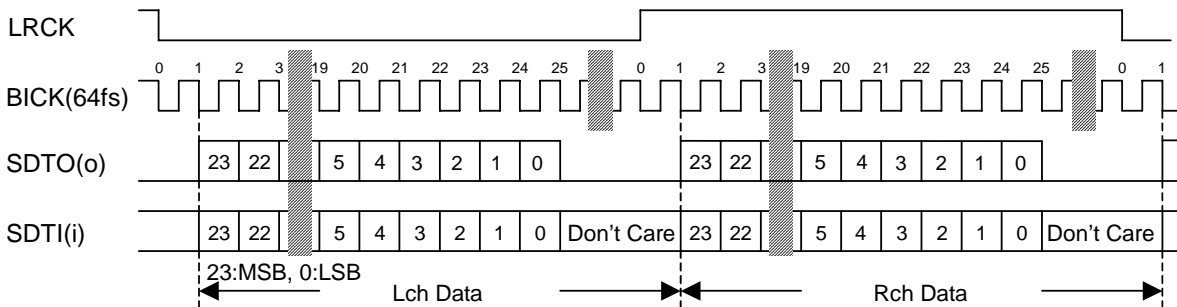 LRCK
0 1 2 3 19 20 21 22 23 24 25 0 1 2 3 19 20 21 22 23 24 25 0 1
BICK(64fs)
SDTO(o) 23 22 5 4 3 2 1 0 23 22 5 4 3 2 1 0
SDTI(i) 23 22 5 4 3 2 1 0 Don't Care 23 22 5 4 3 2 1 0 Don't Care
23:MSB, 0:LSB
Lch Data Rch Data